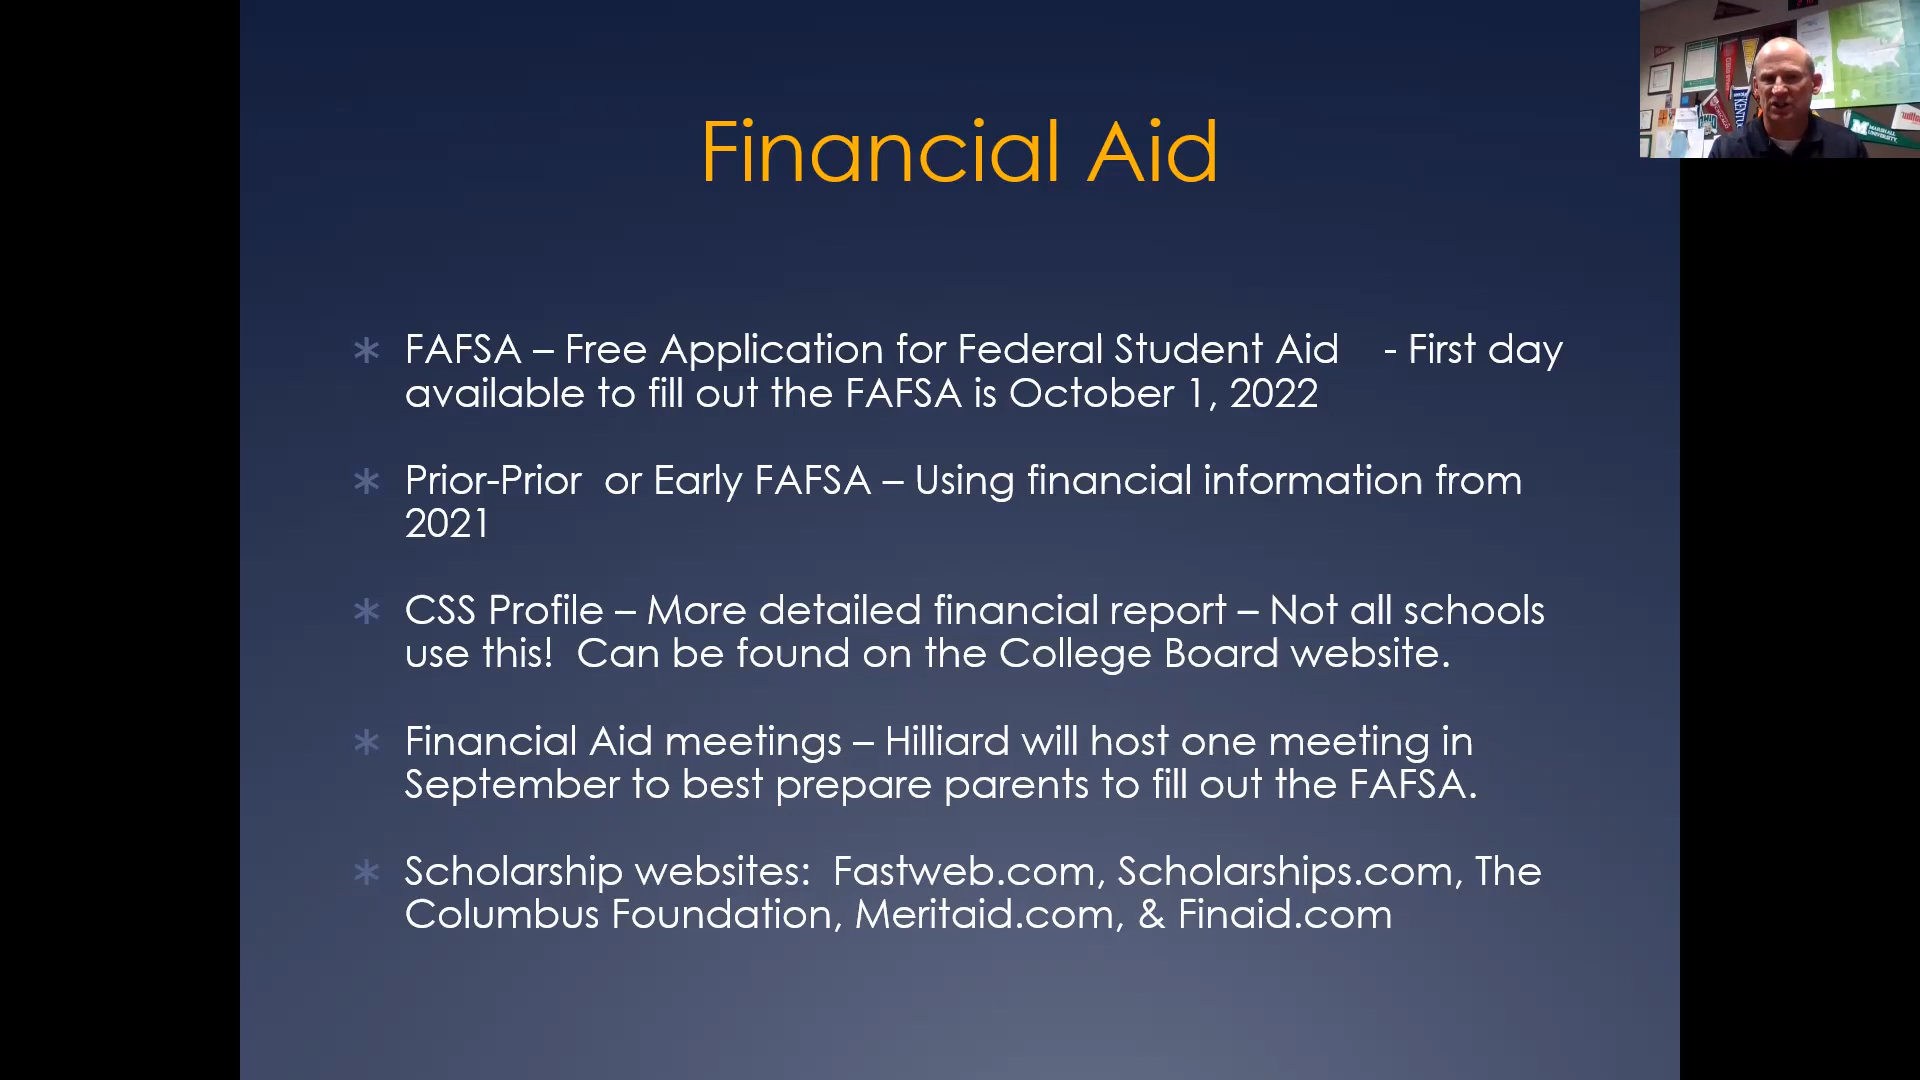 Financial Aid
FAFSA – Free Application for Federal Student Aid - First day
available to fill out the FAFSA is October 1, 2022
Prior-Prior or Early FAFSA – Using financial information from
2021
CSS Profile – More detailed financial report – Not all schools
use this! Can be found on the College Board website.
Financial Aid meetings – Hilliard will host one meeting in
September to best prepare parents to fill out the FAFSA.
Scholarship websites: Fastweb.com, Scholarships.com, The
Columbus Foundation, Meritaid.com, & Finaid.com
MARSHALL
UNIVERSITY